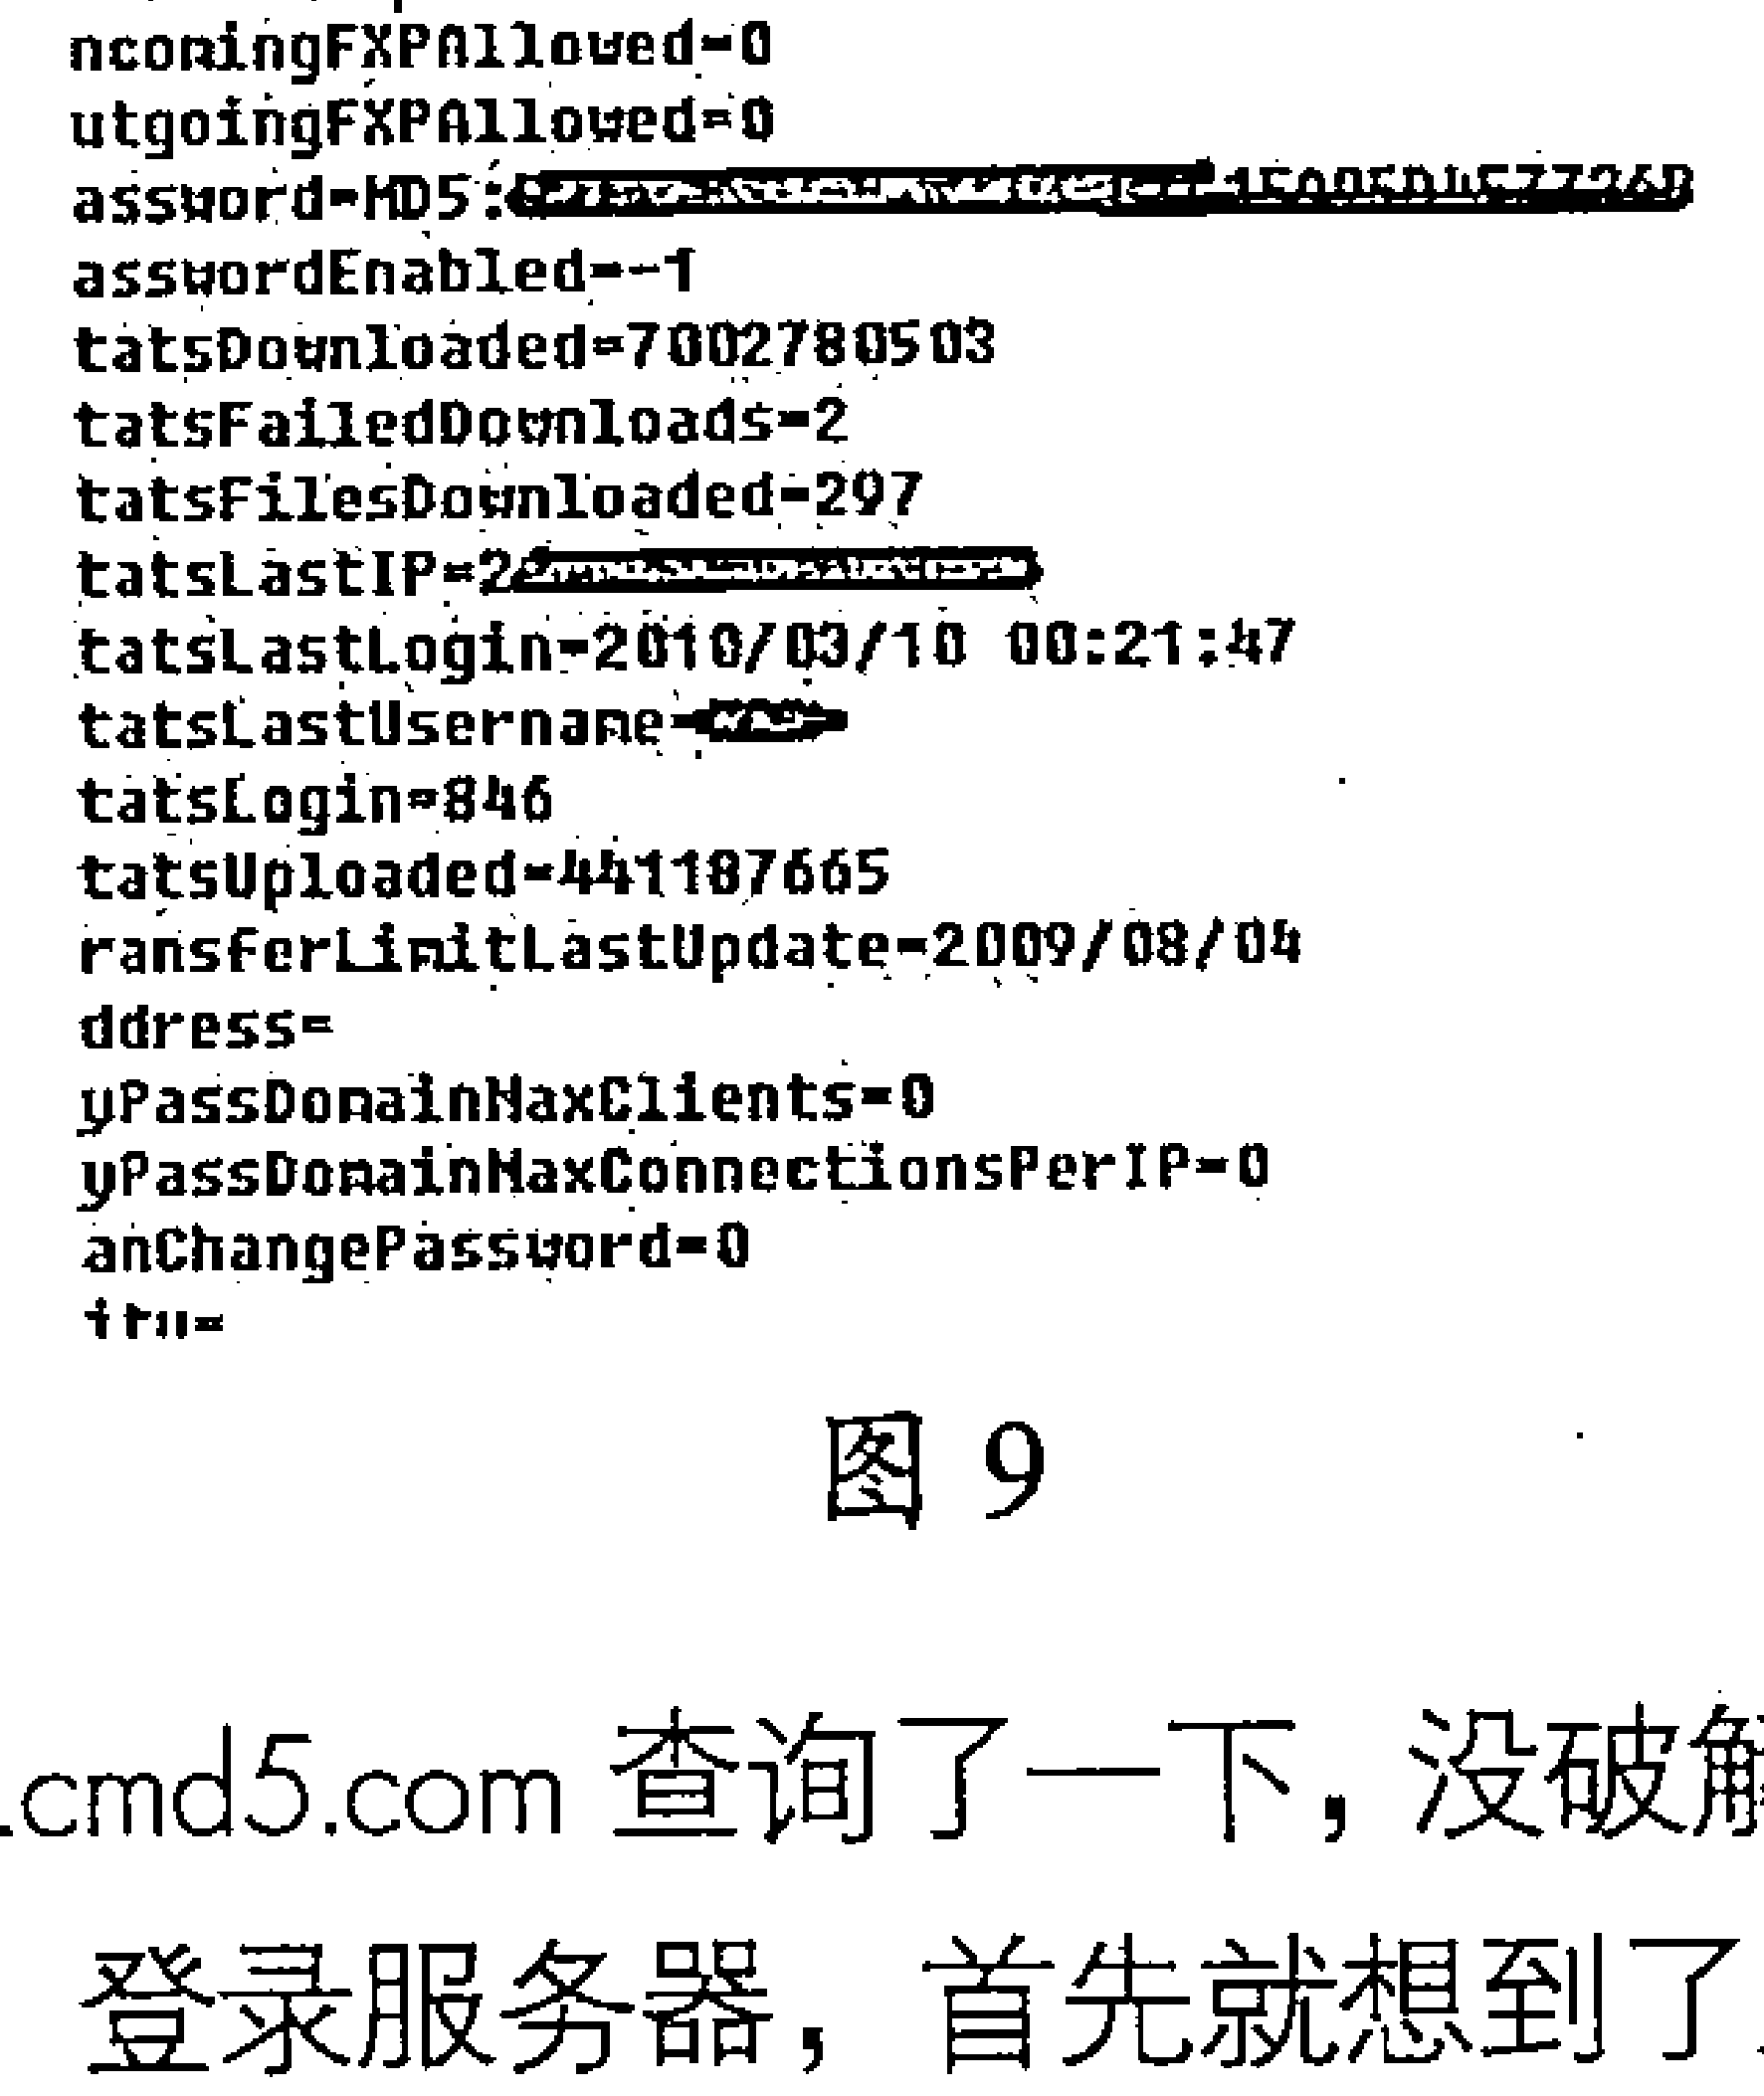 ncomingFXPAllowed=0
utgoingFXPAllowed=0
assword=MD5:
asswordEnabled=-1
tatsDownloaded=7002780503
tatsFailedDownloads=2
tatsFilesDownloaded=297
tatsLastIP=2
tatsLastLogin=2010/03/10 00:21:47
tatsLastUsername=
tatsLogin=846
tatsUploaded=441187665
ransferLimitLastUpdate=2009/08/04
ddress=
yPassDomainMaxClients=0
yPassDomainMaxConnectionsPerIP=0
anChangePassword=0
图 9
.cmd5.com 查询了一下，没破解
登录服务器，首先就想到了